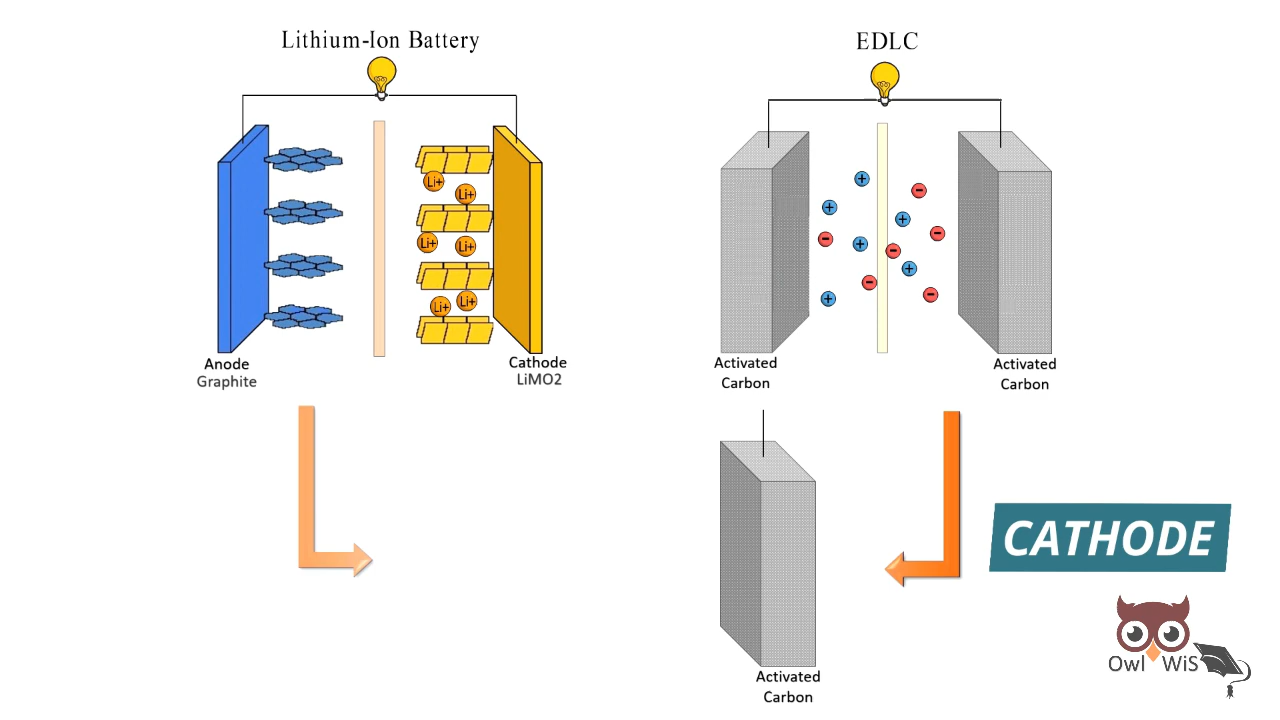 Lithium-Ion Battery
EDLC
Li+
Li+
Li+
Li+
Li+
Li+
Anode
Graphite
Cathode
LiMO2
Activated
Carbon
Activated
Carbon
CATHODE
Activated
Carbon
Owl WiS